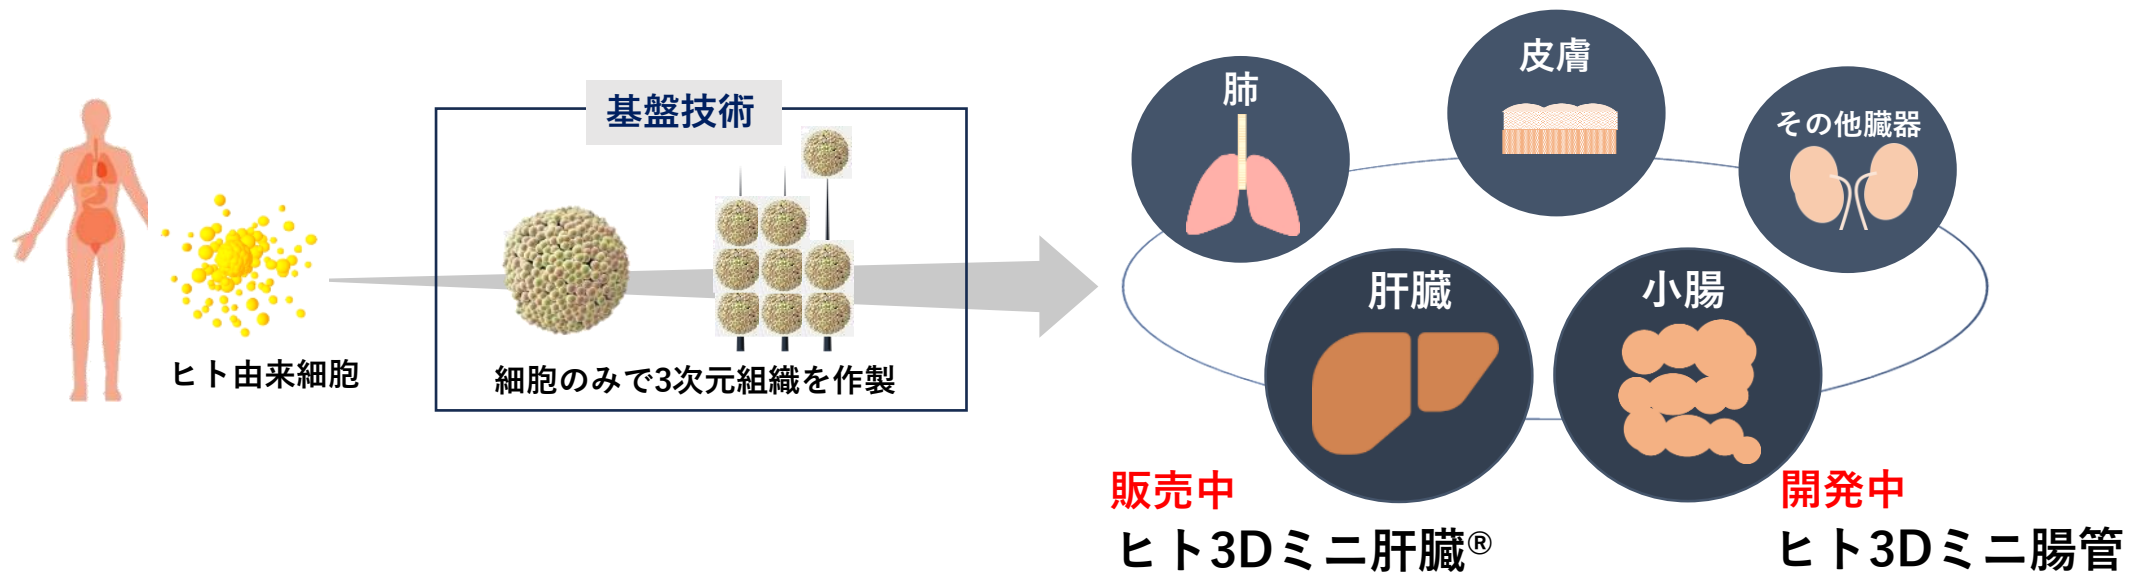 ヒト由来細胞
基盤技術
細胞のみで3次元組織を作製
肺
皮膚
その他臓器
肝臓
小腸
販売中
ヒト3Dミニ肝臓®
開発中
ヒト3Dミニ腸管